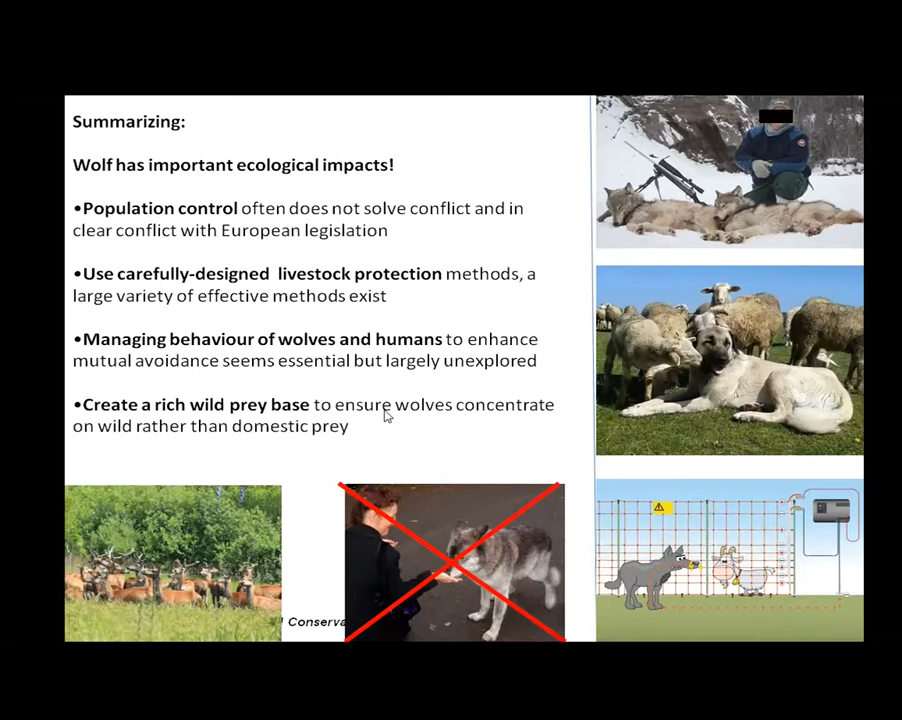 Summarizing:
Wolf has important ecological impacts!
•Population control often does not solve conflict and in
clear conflict with European legislation
•Use carefully-designed livestock protection methods, a
large variety of effective methods exist
•Managing behaviour of wolves and humans to enhance
mutual avoidance seems essential but largely unexplored
•Create a rich wild prey base to ensure wolves concentrate
on wild rather than domestic prey